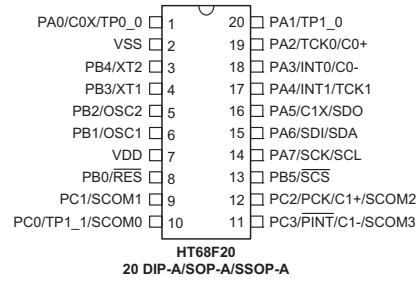 PA0/C0X/TP0_0 1 20 PA1/TP1_0
VSS 2 19 PA2/TCK0/C0+
PB4/XT2 3 18 PA3/INT0/C0-
PB3/XT1 4 17 PA4/INT1/TCK1
PB2/OSC2 5 16 PA5/C1X/SDO
PB1/OSC1 6 15 PA6/SDI/SDA
VDD 7 14 PA7/SCK/SCL
PB0/RES 8 13 PB5/SCS
PC1/SCOM1 9 12 PC2/PCK/C1+/SCOM2
PC0/TP1_1/SCOM0 10 11 PC3/PINT/C1-/SCOM3
HT68F20
20 DIP-A/SOP-A/SSOP-A